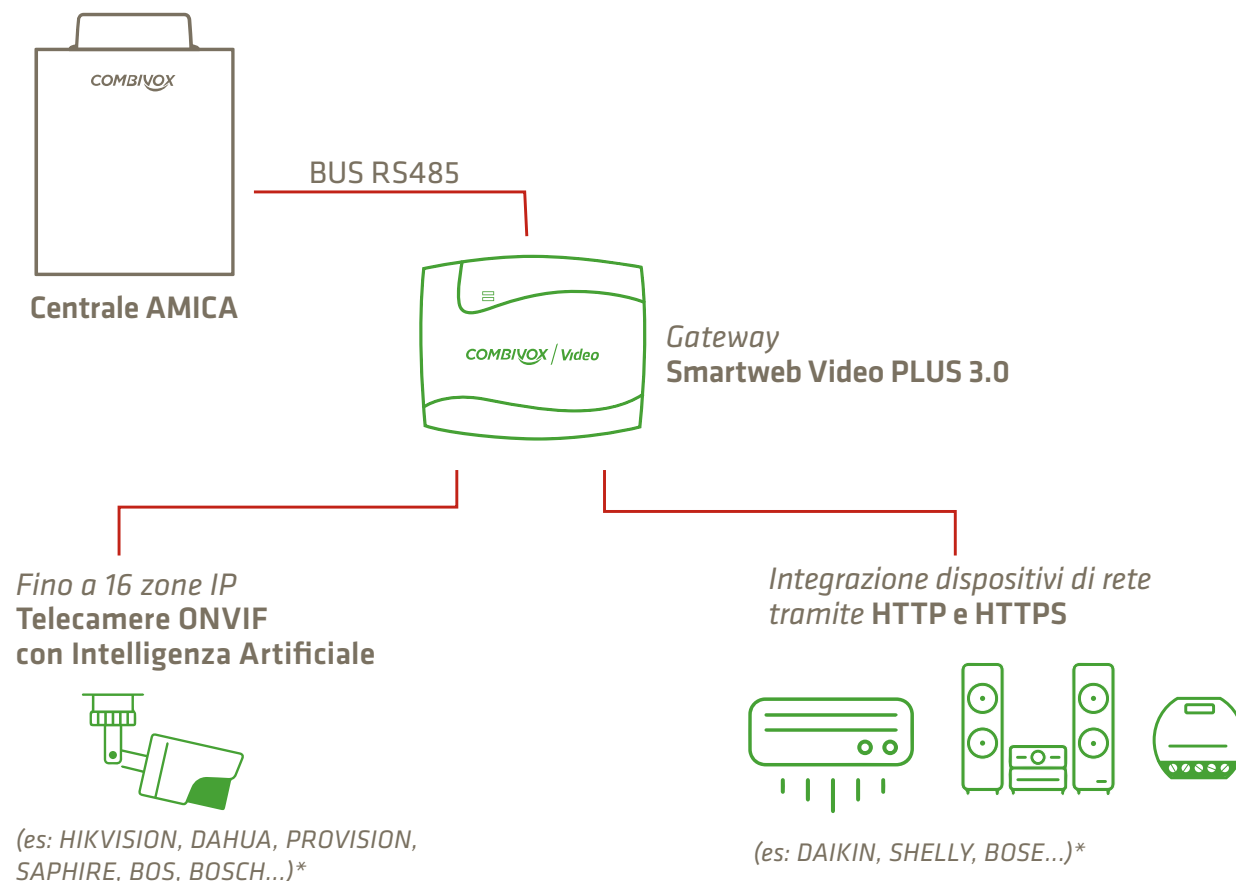 COMBIVOX
BUS RS485
Centrale AMICA
COMBIVOX / Video
Gateway
Smartweb Video PLUS 3.0
Fino a 16 zone IP
Telecamere ONVIF
con Intelligenza Artificiale
(es: HIKVISION, DAHUA, PROVISION,
SAPHIRE, BOS, BOSCH...)*
Integrazione dispositivi di rete
tramite HTTP e HTTPS
(es: DAIKIN, SHELLY, BOSE...)*